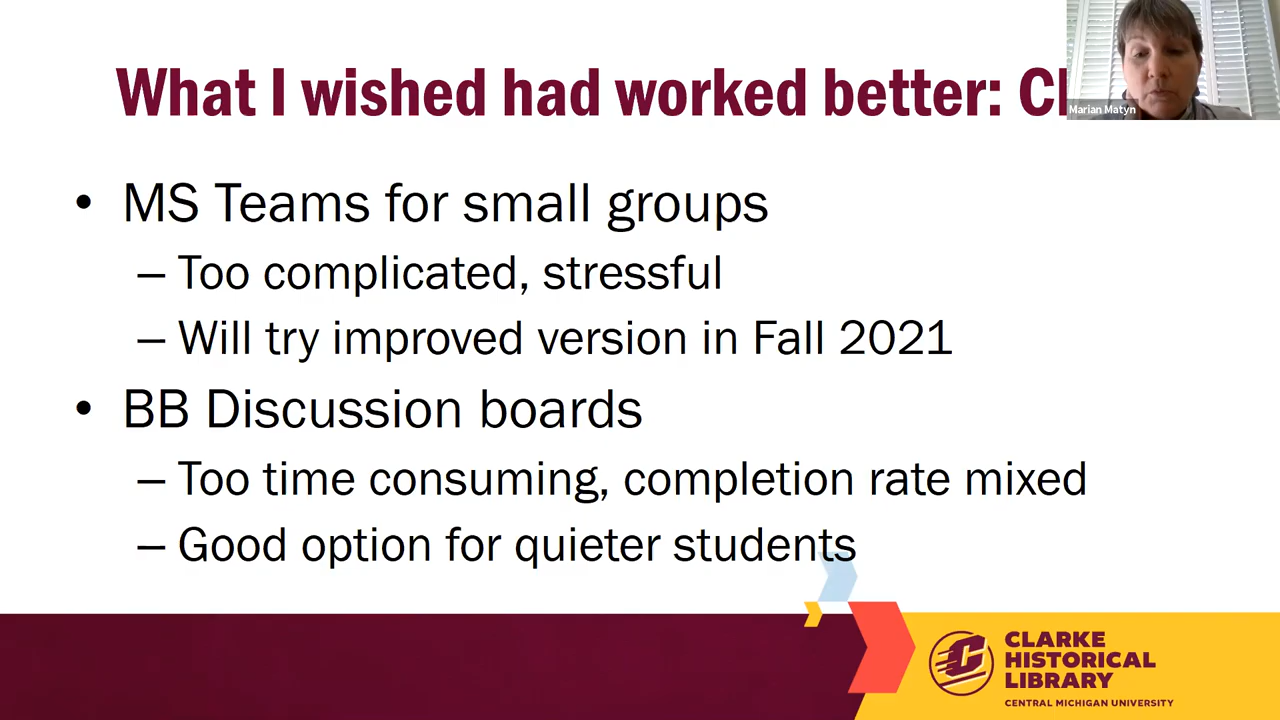 What I wished had worked better:
Marian Matyn
• MS Teams for small groups
– Too complicated, stressful
– Will try improved version in Fall 2021
• BB Discussion boards
– Too time consuming, completion rate mixed
– Good option for quieter students
CLARKE
HISTORICAL
LIBRARY
CENTRAL MICHIGAN UNIVERSITY